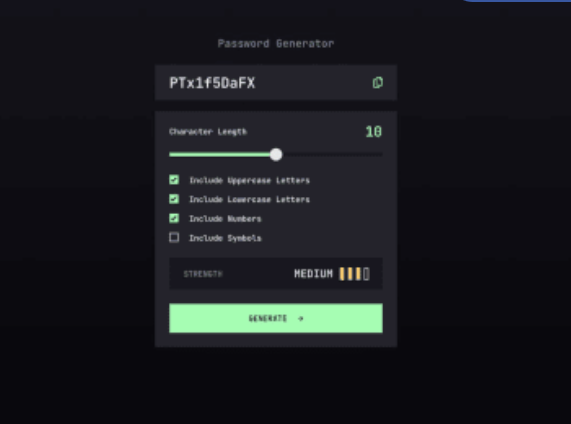 Password Generator
PTx1f5DaFX
Character Length 10
Include Uppercase Letters
Include Lowercase Letters
Include Numbers
Include Symbols
STRENGTH MEDIUM
GENERATE →